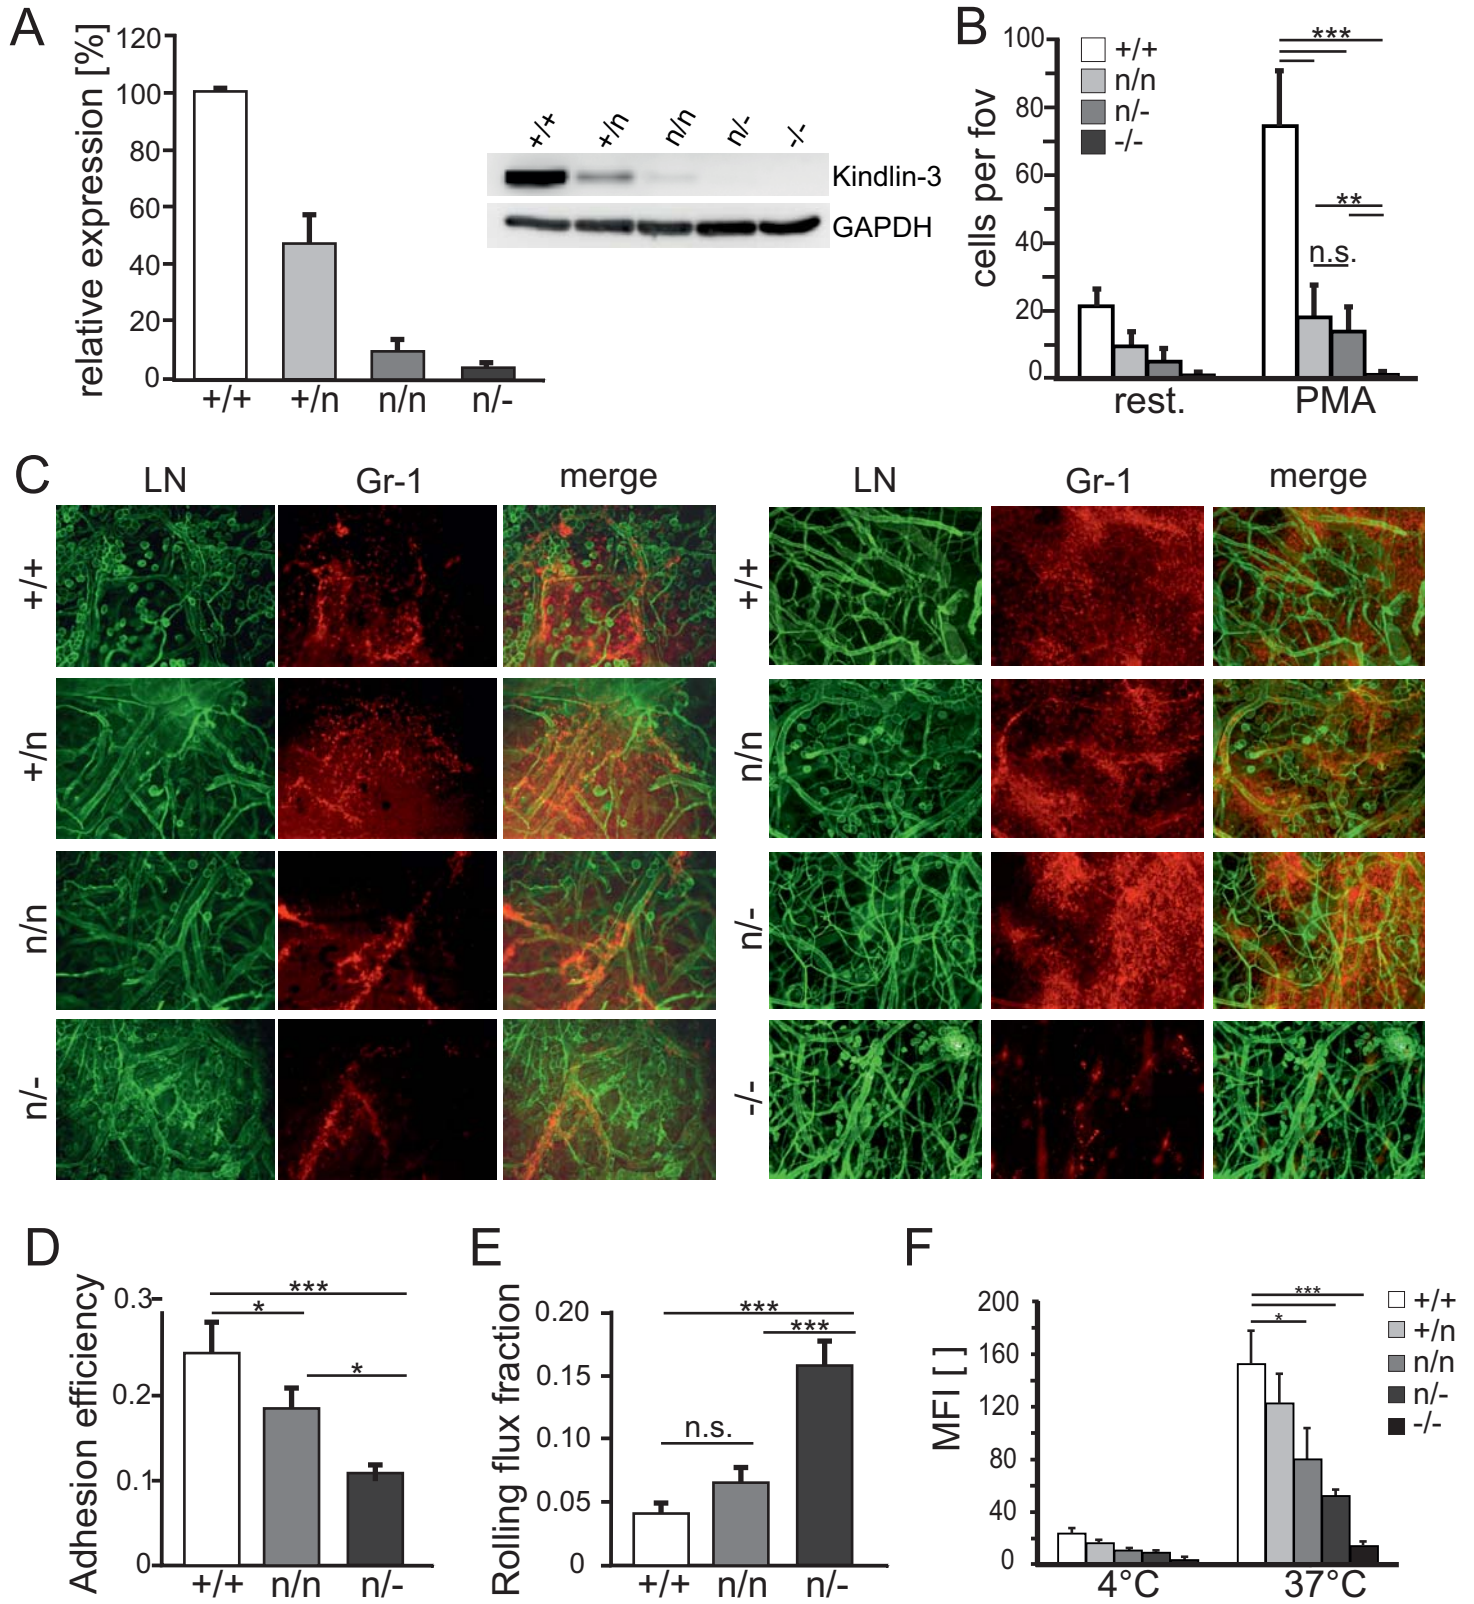 A
relative expression [%]
120
100
80
60
40
20
0
+/+ +/n n/n n/-
+/+ +/n n/n n/- -/-
Kindlin-3
GAPDH
B
cells per fov
100
80
60
40
20
0
+/+
n/n
n/-
-/-
***
**
n.s.
rest. PMA
C
LN Gr-1 merge
+/+
+/n
n/n
n/-
LN Gr-1 merge
+/+
n/n
n/-
-/-
D
Adhesion efficiency
0.3
0.2
0.1
0
***
*
*
+/+ n/n n/-
E
Rolling flux fraction
0.20
0.15
0.10
0.05
0
***
***
n.s.
+/+ n/n n/-
F
MFI [ ]
200
160
120
80
40
0
***
*
+/+
+/n
n/n
n/-
-/-
4°C 37°C